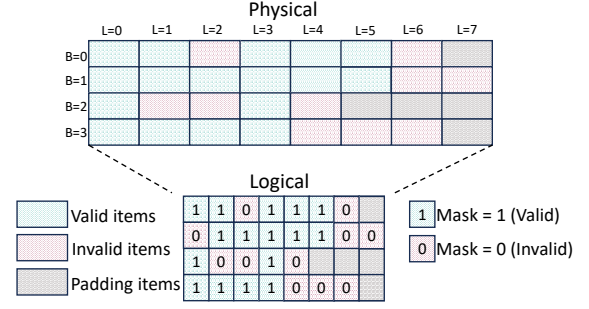 Physical
L=0 L=1 L=2 L=3 L=4 L=5 L=6 L=7
B=0
B=1
B=2
B=3
Logical
1 1 0 1 1 1 0
0 1 1 1 1 1 0 0
1 0 0 1 0
1 1 1 1 0 0 0
Valid items
Invalid items
Padding items
1 Mask = 1 (Valid)
0 Mask = 0 (Invalid)